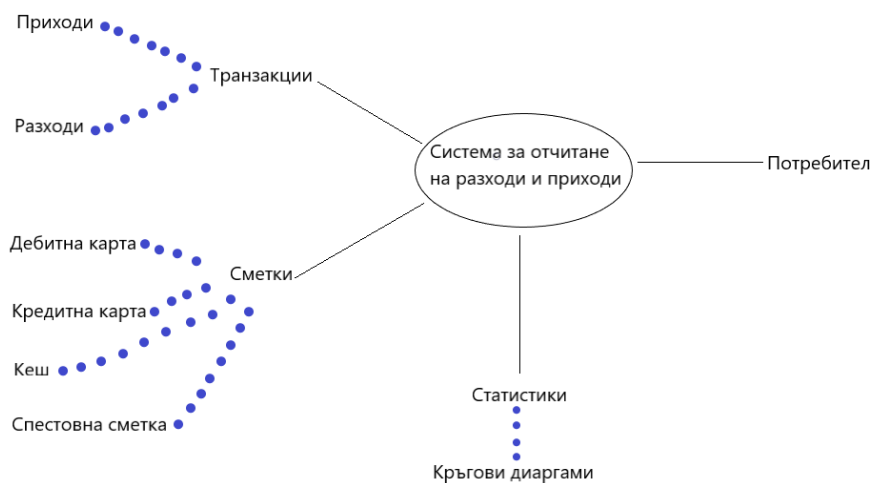 Приходи
Транзакции
Разходи
Система за отчитане
на разходи и приходи
Потребител
Дебитна карта
Сметки
Кредитна карта
Кеш
Спестовна сметка
Статистики
Кръгови диаргами